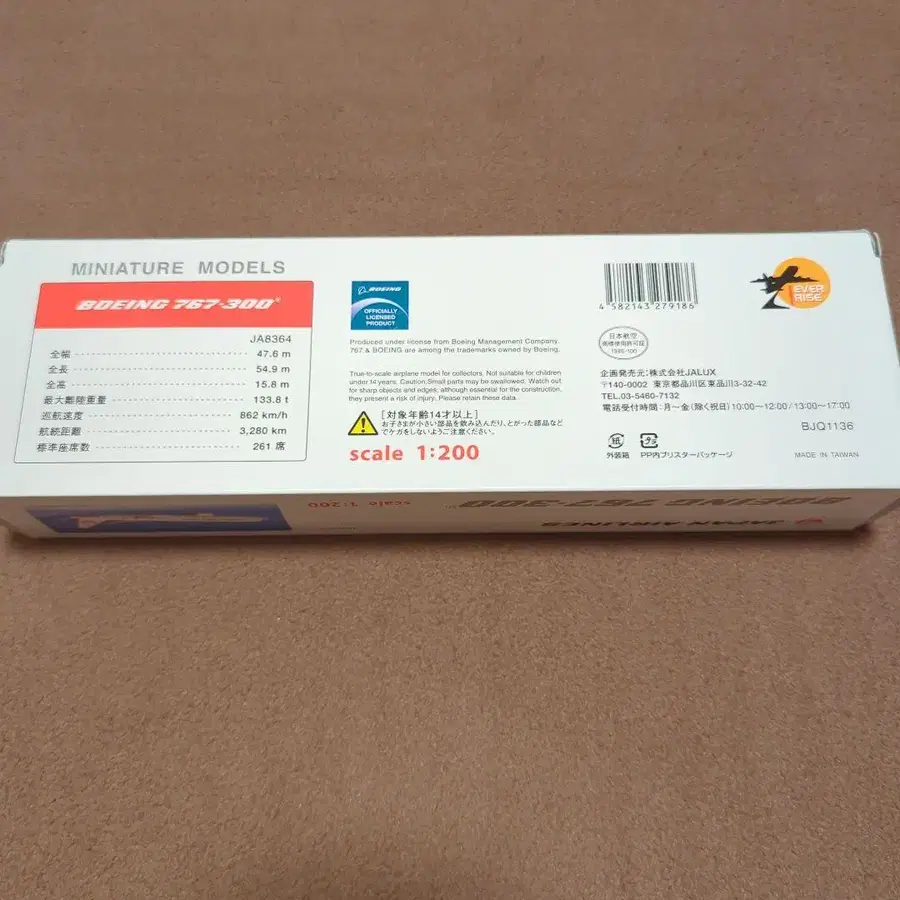 MINIATURE MODELS
BOEING 767-300
JA8364
全幅 47.6 m
全長 54.9 m
全高 15.8 m
最大離陸重量 133.8 t
巡航速度 862 km/h
航続距離 3,280 km
標準座席数 261 席
BOEING
OFFICIALLY
LICENSED
PRODUCT
Produced under license from Boeing Management Company.
767 & BOEING are among the trademarks owned by Boeing.
True-to-scale airplane model for collectors. Not suitable for children
under 14 years. Caution:Small parts may be swallowed. Watch out
for sharp objects and edges, although essential for the construction,
they present a risk of injury. Please retain these data.
[対象年齢14才以上]
お子さまが小さい部品を飲み込んだり、とがった部品など
でケガをしないようご注意ください。
scale 1:200
4 582143 279186
EVER
RISE
日本航空
商標使用許可証
企画発売元:株式会社JALUX
〒140-0002 東京都品川区東品川3-32-42
TEL.03-5460-7132
電話受付時間:月〜金(除く祝日)10:00〜12:00/13:00〜17:00
BJQ1136
紙
プラ
外装箱 PP内ブリスターパッケージ
MADE IN TAIWAN
BOEING 767-300
scale 1:200
JAPAN AIRLINES